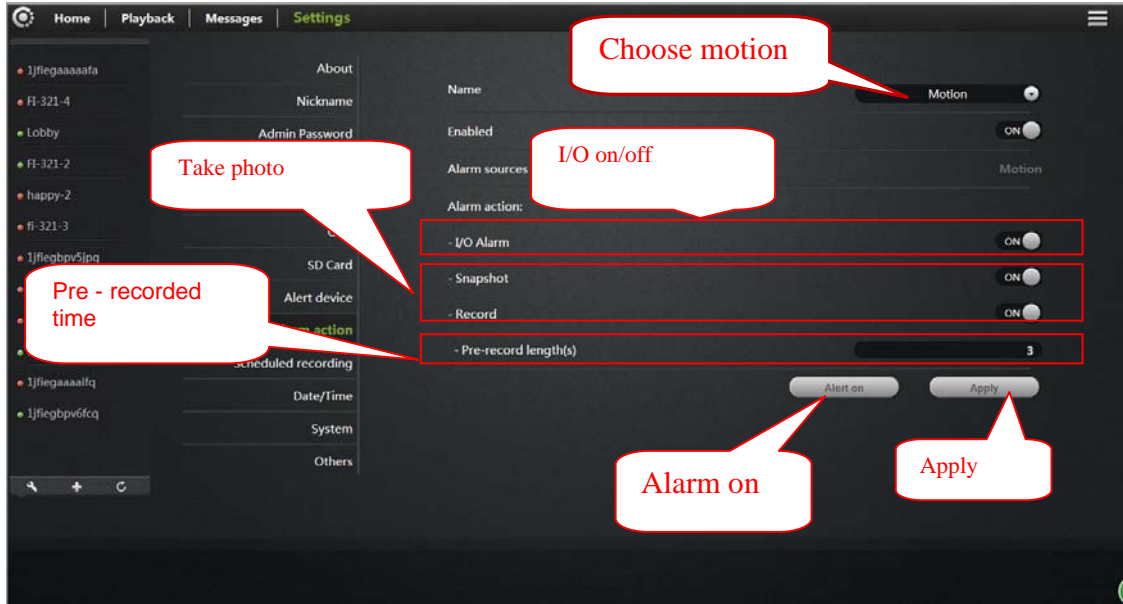 Home Playback Messages Settings
1jfiegaaaaafa
FI-321-4
Lobby
FI-321-2
happy-2
fi-321-3
1jfiegbpv5jpq
1jfiegaaaalfq
1jfiegbpv6fcq
About
Nickname
Admin Password
SD Card
Alert device
action
Scheduled recording
Date/Time
System
Others
Name Motion
Enabled ON
Alarm sources Motion
Alarm action:
- I/O Alarm ON
- Snapshot ON
- Record ON
- Pre-record length(s) 3
Alert on Apply
Choose motion
I/O on/off
Take photo
Pre - recorded
time
Alarm on
Apply